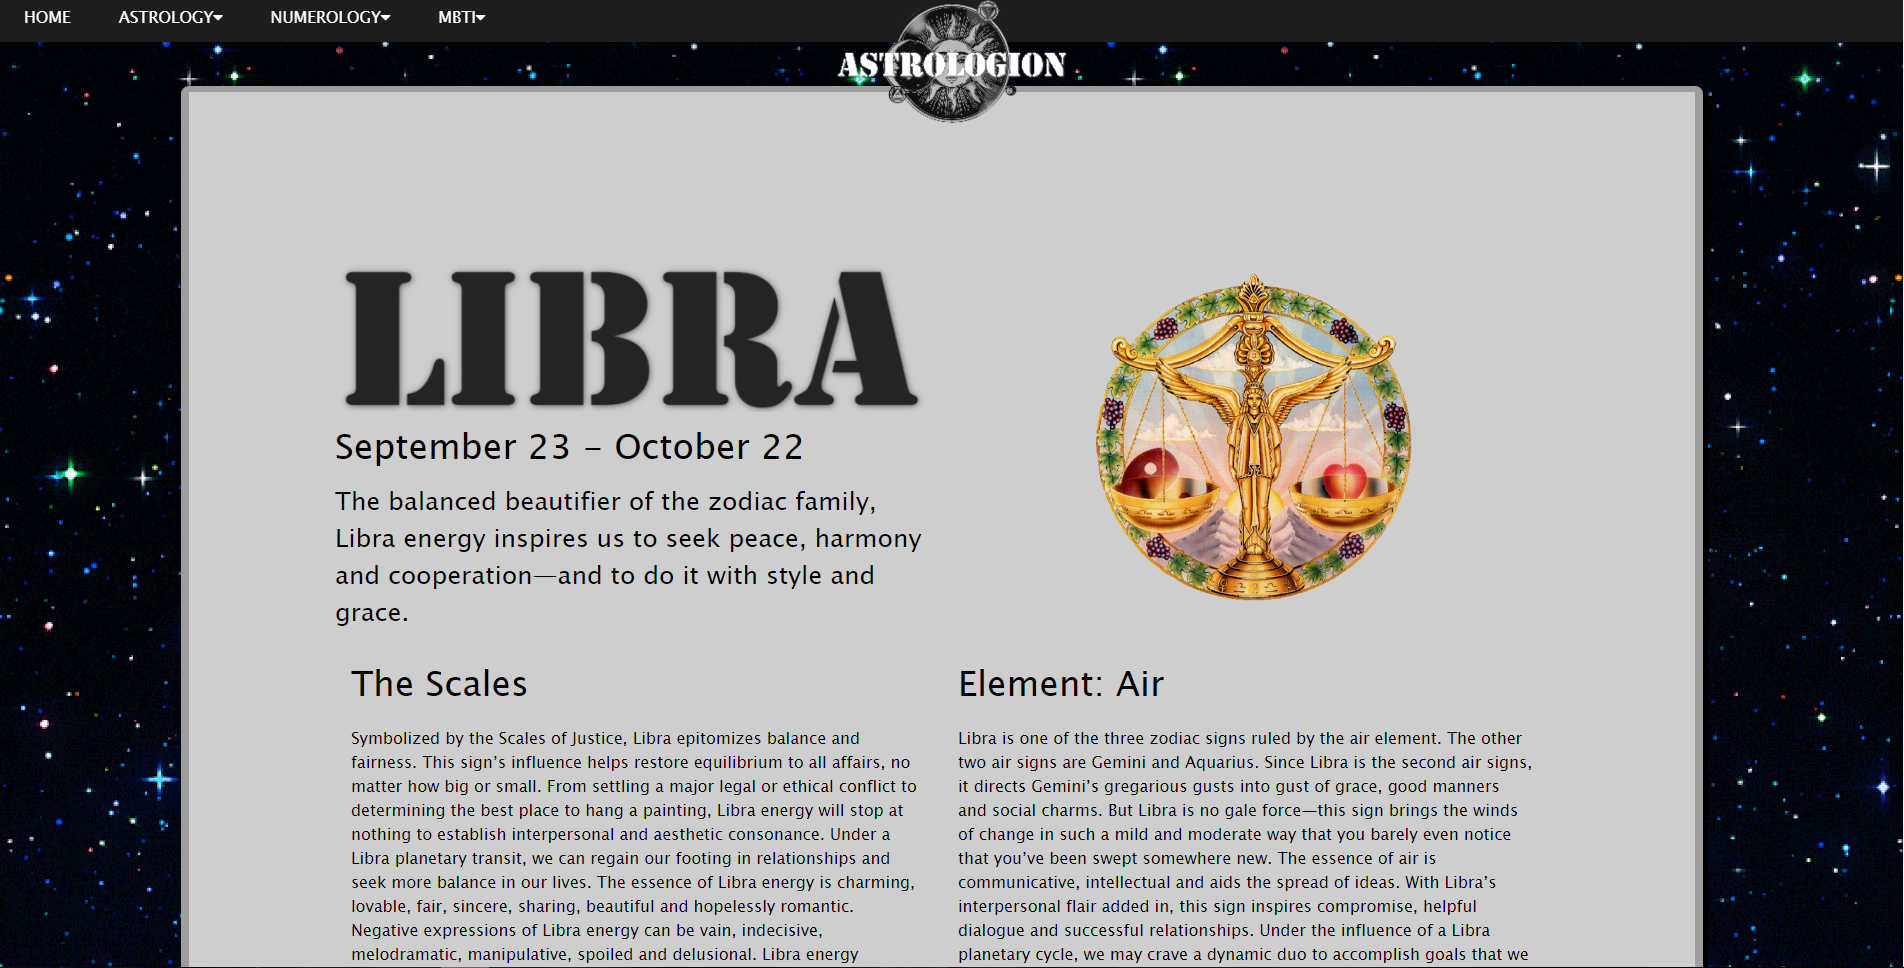 HOME
ASTROLOGY
NUMEROLOGY
MBTI
ASTROLOGION
LIBRA
September 23 – October 22
The balanced beautifier of the zodiac family,
Libra energy inspires us to seek peace, harmony
and cooperation—and to do it with style and
grace.
The Scales
Symbolized by the Scales of Justice, Libra epitomizes balance and
fairness. This sign’s influence helps restore equilibrium to all affairs, no
matter how big or small. From settling a major legal or ethical conflict to
determining the best place to hang a painting, Libra energy will stop at
nothing to establish interpersonal and aesthetic consonance. Under a
Libra planetary transit, we can regain our footing in relationships and
seek more balance in our lives. The essence of Libra energy is charming,
lovable, fair, sincere, sharing, beautiful and hopelessly romantic.
Negative expressions of Libra energy can be vain, indecisive,
melodramatic, manipulative, spoiled and delusional. Libra energy
Element: Air
Libra is one of the three zodiac signs ruled by the air element. The other
two air signs are Gemini and Aquarius. Since Libra is the second air signs,
it directs Gemini’s gregarious gusts into gust of grace, good manners
and social charms. But Libra is no gale force—this sign brings the winds
of change in such a mild and moderate way that you barely even notice
that you’ve been swept somewhere new. The essence of air is
communicative, intellectual and aids the spread of ideas. With Libra’s
interpersonal flair added in, this sign inspires compromise, helpful
dialogue and successful relationships. Under the influence of a Libra
planetary cycle, we may crave a dynamic duo to accomplish goals that we